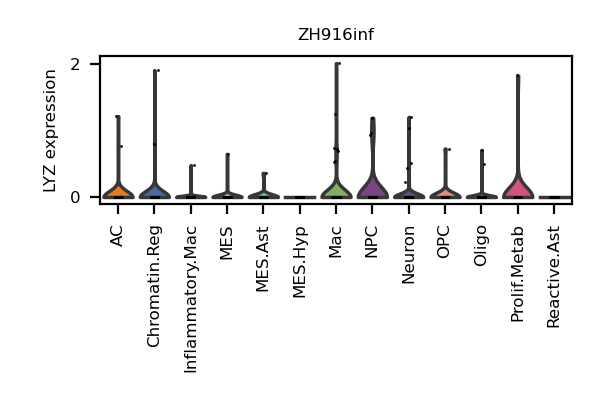 ZH916inf
LYZ expression
2
0
AC
Chromatin.Reg
Inflammatory.Mac
MES
MES.Ast
MES.Hyp
Mac
NPC
Neuron
OPC
Oligo
Prolif.Metab
Reactive.Ast